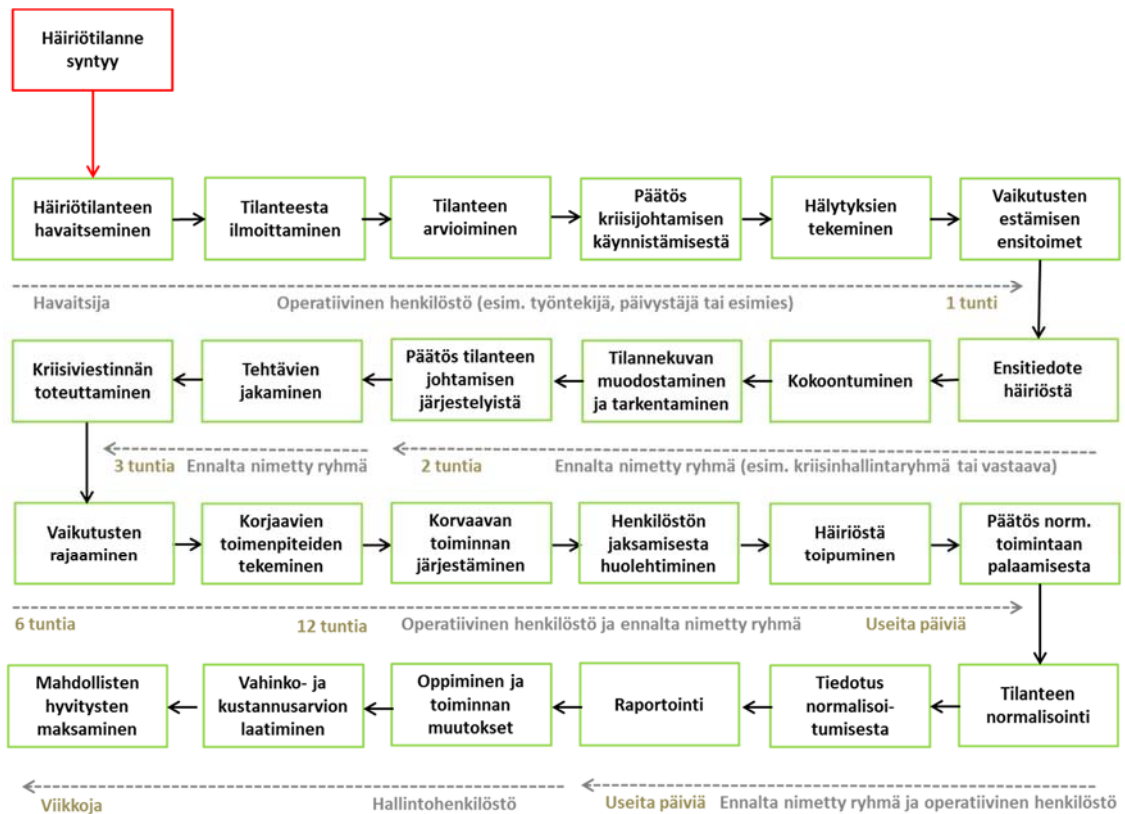 Häiriötilanne
syntyy
Häiriötilanteen
havaitseminen
Tilanteesta
ilmoittaminen
Tilanteen
arvioiminen
Päätös
kriisijohtamisen
käynnistämisestä
Hälytyksien
tekeminen
Vaikutusten
estämisen
ensitoimet
Havaitsija
Operatiivinen henkilöstö (esim. työntekijä, päivystäjä tai esimies)
1 tunti
Kriisiviestinnän
toteuttaminen
Tehtävien
jakaminen
Päätös tilanteen
johtamisen
järjestelyistä
Tilannekuvan
muodostaminen
ja tarkentaminen
Kokoontuminen
Ensitiedote
häiriöstä
3 tuntia
Ennalta nimetty ryhmä
2 tuntia
Ennalta nimetty ryhmä (esim. kriisinhallintaryhmä tai vastaava)
Vaikutusten
rajaaminen
Korjaavien
toimenpiteiden
tekeminen
Korvaavan
toiminnan
järjestäminen
Henkilöstön
jaksamisesta
huolehtiminen
Häiriöstä
toipuminen
Päätös norm.
toimintaan
palaamisesta
6 tuntia
12 tuntia
Operatiivinen henkilöstö ja ennalta nimetty ryhmä
Useita päiviä
Mahdollisten
hyvitysten
maksaminen
Vahinko- ja
kustannusarvion
laatiminen
Oppiminen ja
toiminnan
muutokset
Raportointi
Tiedotus
normalisoi-
tumisesta
Tilanteen
normalisointi
Viikkoja
Hallintohenkilöstö
Useita päiviä
Ennalta nimetty ryhmä ja operatiivinen henkilöstö